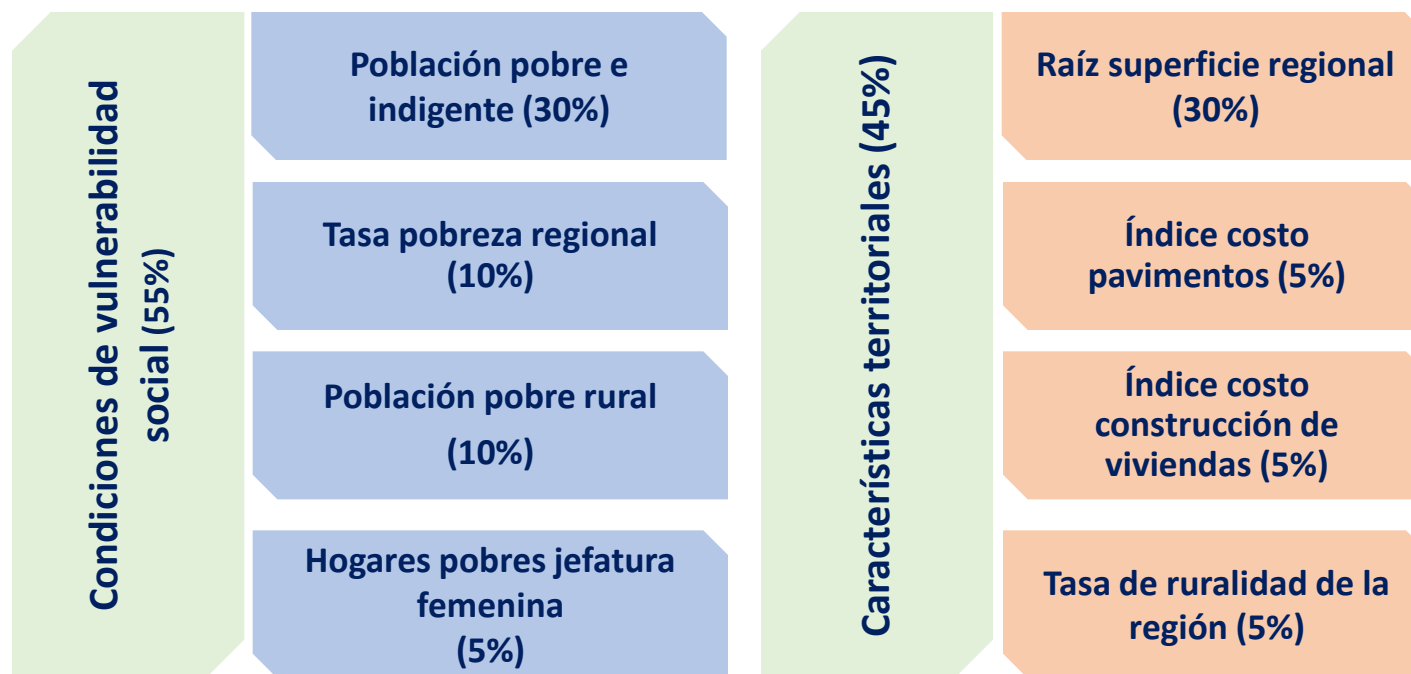 Condiciones de vulnerabilidad
social (55%)
Población pobre e
indigente (30%)
Tasa pobreza regional
(10%)
Población pobre rural
(10%)
Hogares pobres jefatura
femenina
(5%)
Características territoriales (45%)
Raíz superficie regional
(30%)
Índice costo
pavimentos (5%)
Índice costo
construcción de
viviendas (5%)
Tasa de ruralidad de la
región (5%)